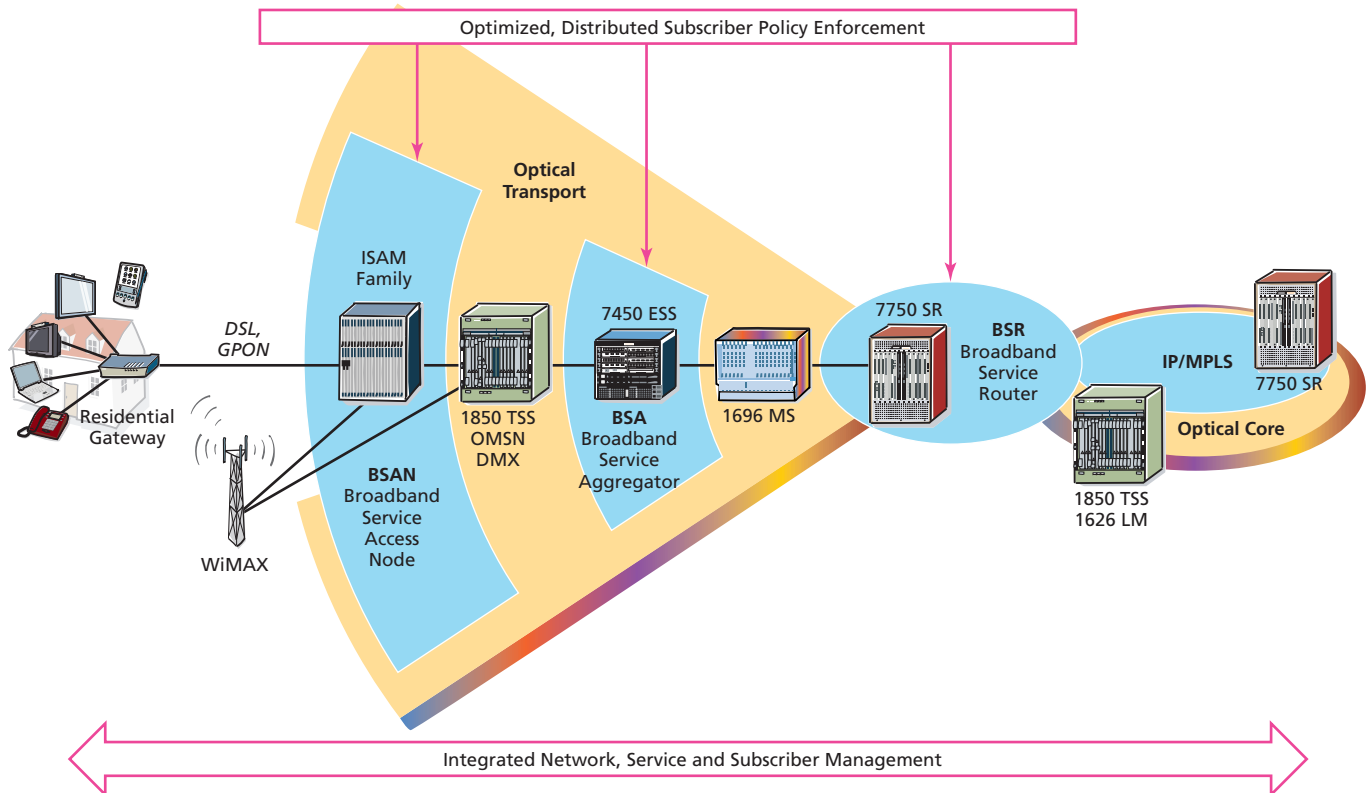 Optimized, Distributed Subscriber Policy Enforcement
Optical
Transport
ISAM
Family
DSL,
GPON
Residential
Gateway
WiMAX
BSAN
Broadband
Service
Access
Node
1850 TSS
OMSN
DMX
7450 ESS
BSA
Broadband
Service
Aggregator
1696 MS
7750 SR
BSR
Broadband
Service
Router
IP/MPLS
7750 SR
Optical Core
1850 TSS
1626 LM
Integrated Network, Service and Subscriber Management